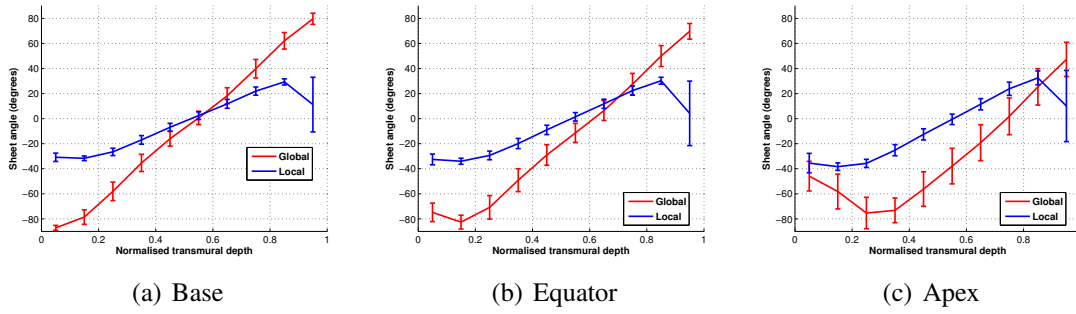 80
60
40
20
0
−20
−40
−60
−80
Sheet angle (degrees)
0 0.2 0.4 0.6 0.8 1
Normalised transmural depth
Global
Local
(a) Base
80
60
40
20
0
−20
−40
−60
−80
Sheet angle (degrees)
0 0.2 0.4 0.6 0.8 1
Normalised transmural depth
Global
Local
(b) Equator
80
60
40
20
0
−20
−40
−60
−80
Sheet angle (degrees)
0 0.2 0.4 0.6 0.8
Normalised transmural depth
Global
Local
(c) Apex